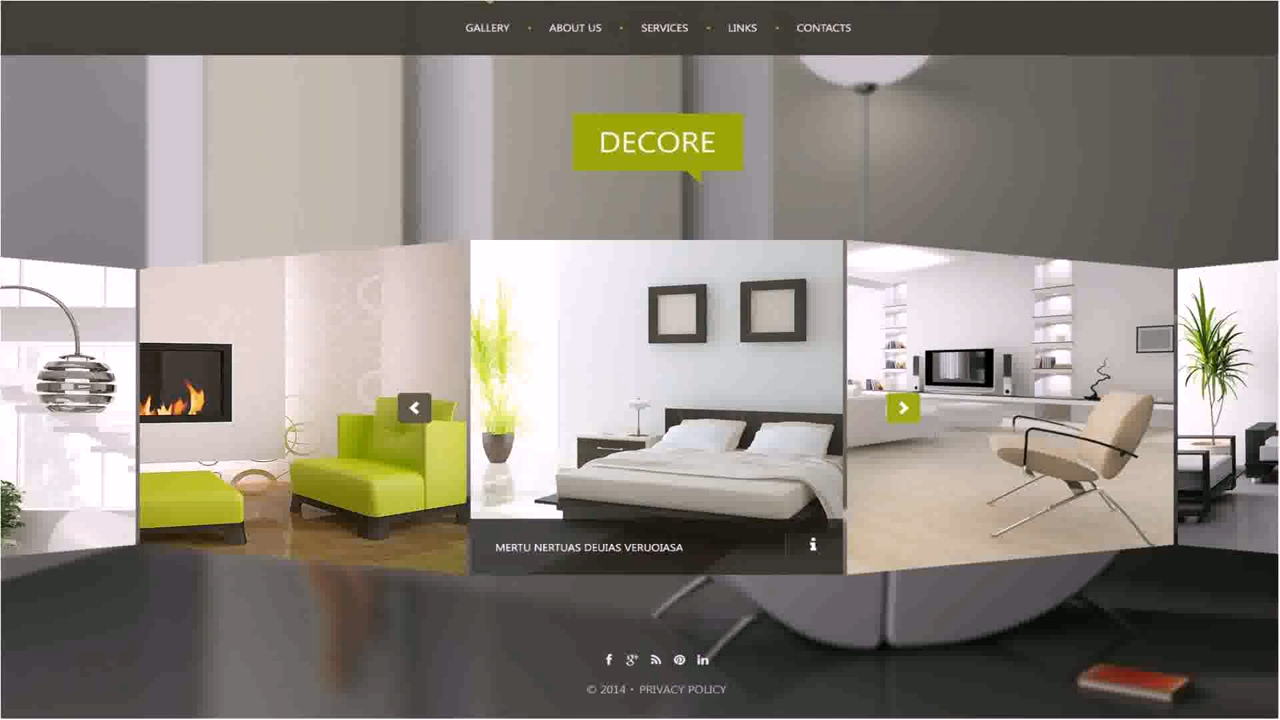 GALLERY • ABOUT US • SERVICES • LINKS • CONTACTS
DECORE
MERTU NERTUAS DEUIAS VERUOIASA
© 2014 • PRIVACY POLICY